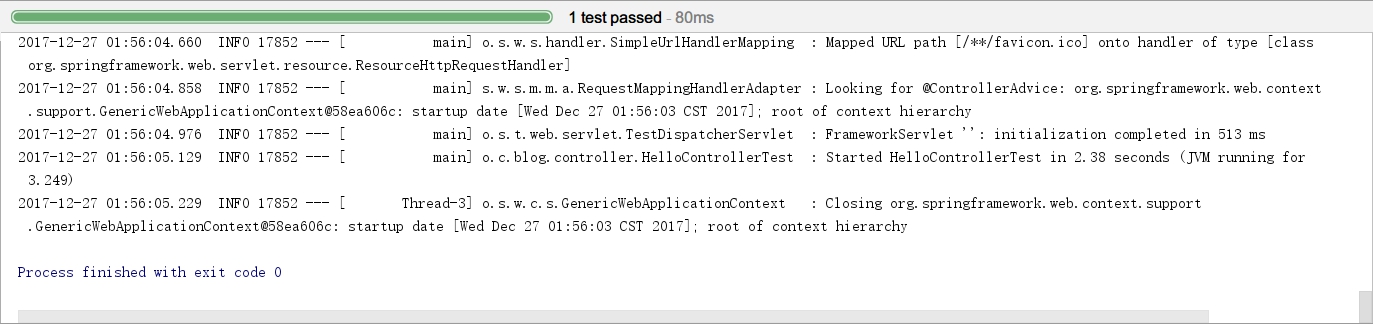 1 test passed - 80ms
2017-12-27 01:56:04.660  INFO 17852 --- [           main] o.s.w.s.handler.SimpleUrlHandlerMapping  : Mapped URL path [/**/favicon.ico] onto handler of type [class
org.springframework.web.servlet.resource.ResourceHttpRequestHandler]
2017-12-27 01:56:04.858  INFO 17852 --- [           main] s.w.s.m.m.a.RequestMappingHandlerAdapter : Looking for @ControllerAdvice: org.springframework.web.context
.support.GenericWebApplicationContext@58ea606c: startup date [Wed Dec 27 01:56:03 CST 2017]; root of context hierarchy
2017-12-27 01:56:04.976  INFO 17852 --- [           main] o.s.t.web.servlet.TestDispatcherServlet  : FrameworkServlet '': initialization completed in 513 ms
2017-12-27 01:56:05.129  INFO 17852 --- [           main] o.c.blog.controller.HelloControllerTest  : Started HelloControllerTest in 2.38 seconds (JVM running for
3.249)
2017-12-27 01:56:05.229  INFO 17852 --- [       Thread-3] o.s.w.c.s.GenericWebApplicationContext   : Closing org.springframework.web.context.support
.GenericWebApplicationContext@58ea606c: startup date [Wed Dec 27 01:56:03 CST 2017]; root of context hierarchy
Process finished with exit code 0